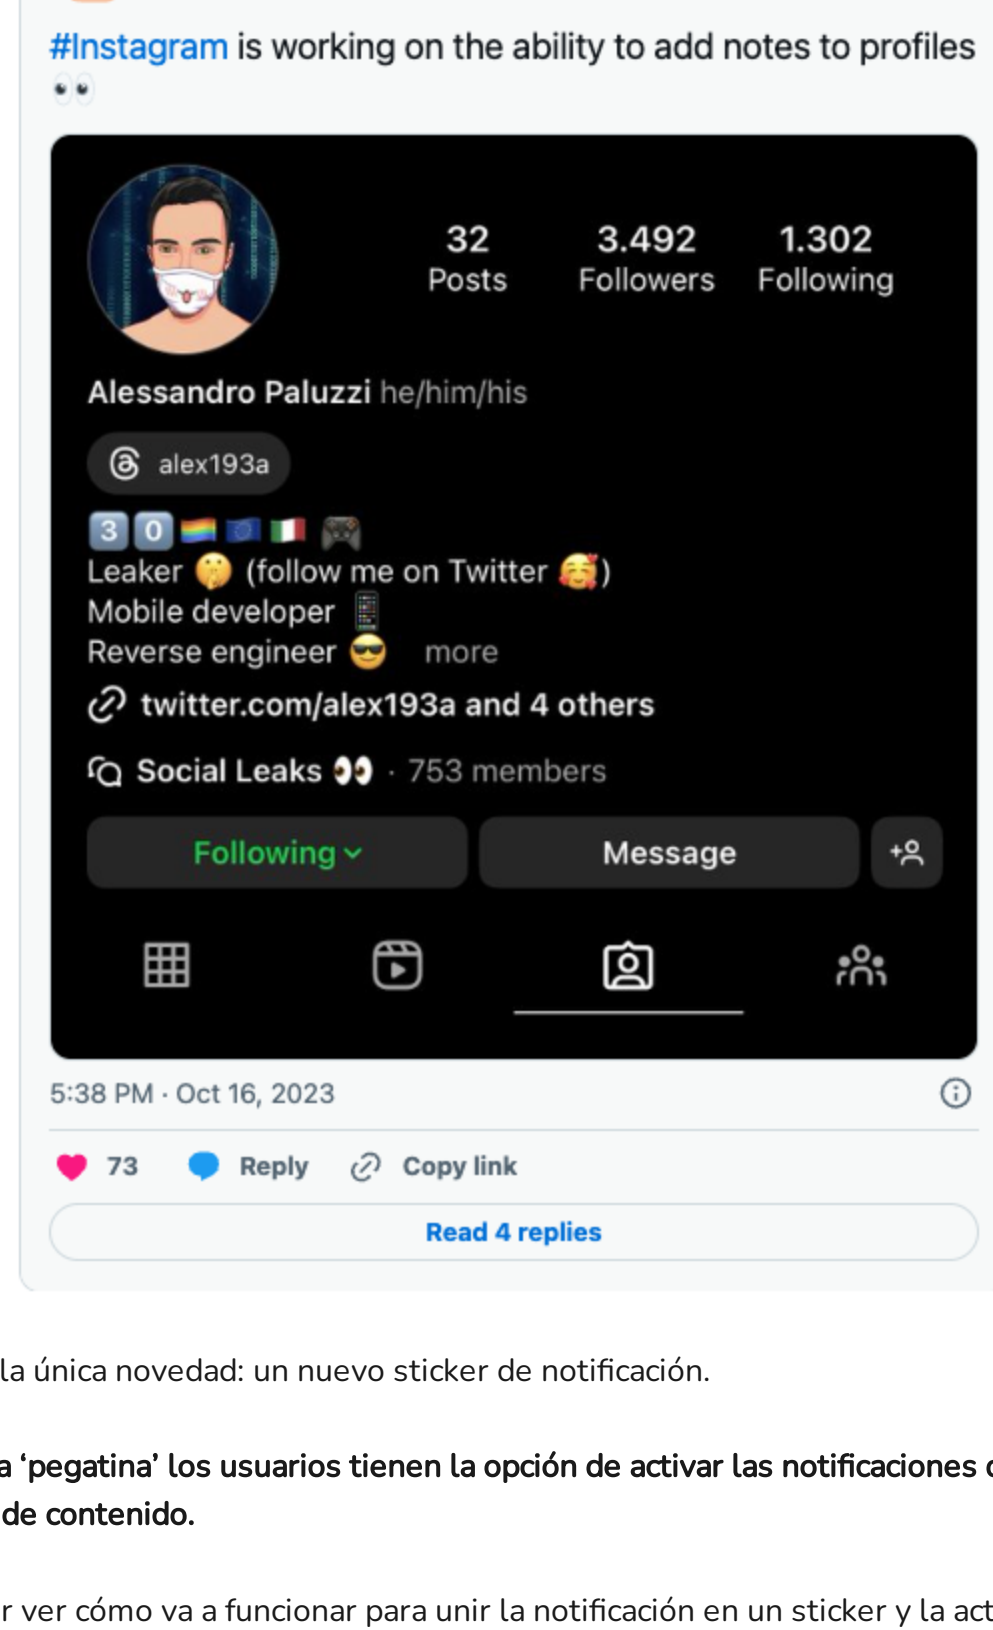 #Instagram is working on the ability to add notes to profiles
👀
32 3.492 1.302
Posts Followers Following
Alessandro Paluzzi he/him/his
alex193a
3️⃣0️⃣🏳️‍🌈🇪🇺🇮🇹 🎮
Leaker 🤫 (follow me on Twitter 🥰)
Mobile developer 📱
Reverse engineer 😎 more
twitter.com/alex193a and 4 others
Social Leaks 👀 · 753 members
Following Message
5:38 PM · Oct 16, 2023
73 Reply Copy link
Read 4 replies
la única novedad: un nuevo sticker de notificación.
a ‘pegatina’ los usuarios tienen la opción de activar las notificaciones
de contenido.
r ver cómo va a funcionar para unir la notificación en un sticker y la act